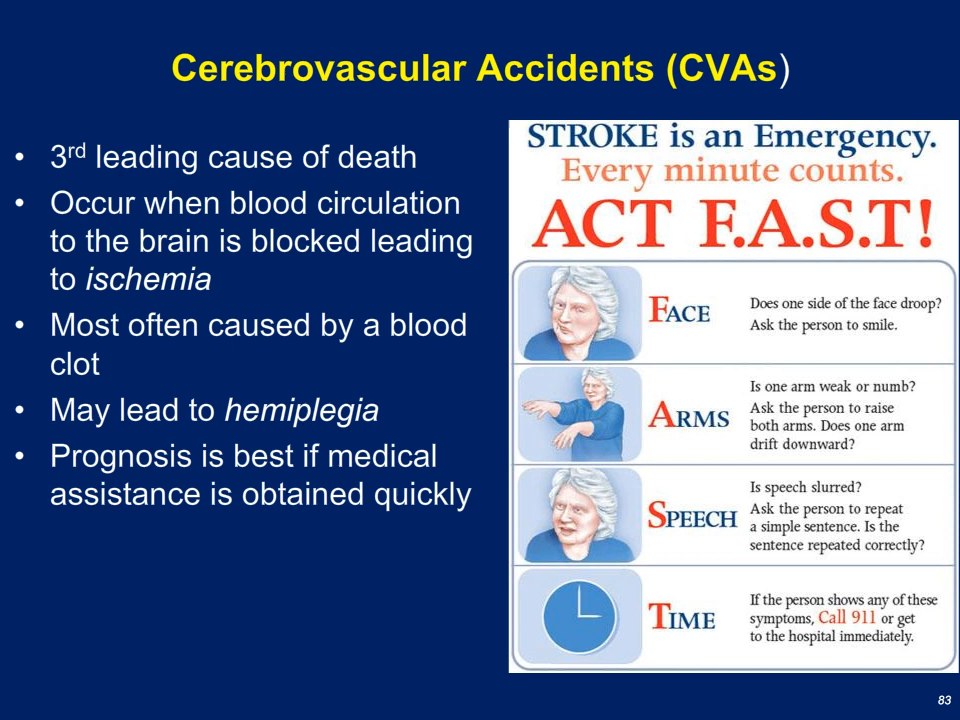 Cerebrovascular Accidents (CVAs)
• 3rd leading cause of death
• Occur when blood circulation
to the brain is blocked leading
to ischemia
• Most often caused by a blood
clot
• May lead to hemiplegia
• Prognosis is best if medical
assistance is obtained quickly
STROKE is an Emergency.
Every minute counts.
ACT F.A.S.T!
FACE
Does one side of the face droop?
Ask the person to smile.
ARMS
Is one arm weak or numb?
Ask the person to raise
both arms. Does one arm
drift downward?
SPEECH
Is speech slurred?
Ask the person to repeat
a simple sentence. Is the
sentence repeated correctly?
TIME
If the person shows any of these
symptoms, Call 911 or get
to the hospital immediately.
83